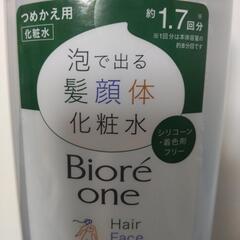 つめかえ用
化粧水
約1.7回分※
※1回分は本体容量の
約8分目です
泡で出る
髪顔体
化粧水
シリコーン
・着色剤
フリー
Bioré
one
Hair
Face